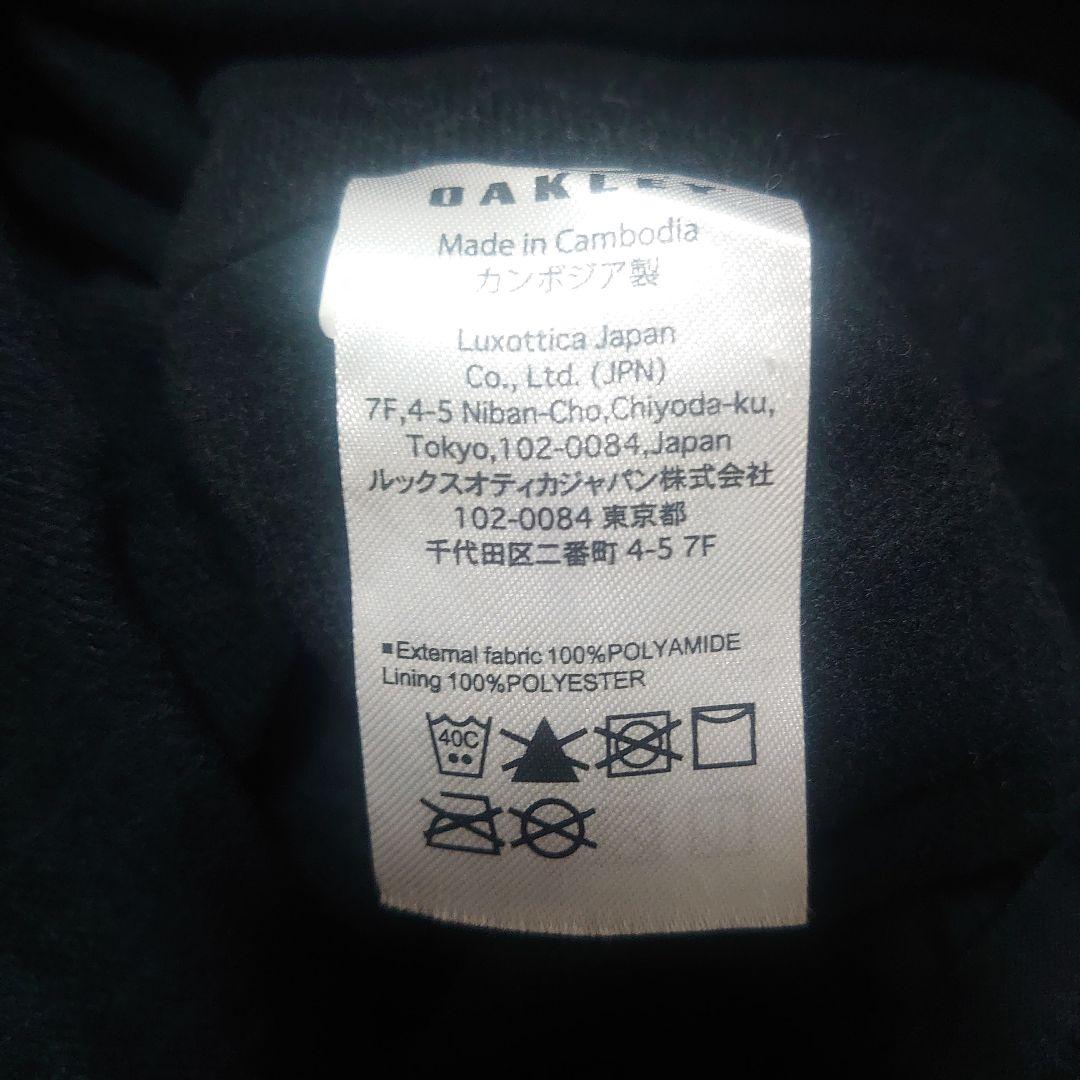 OAKLEY
Made in Cambodia
カンボジア製
Luxottica Japan
Co., Ltd. (JPN)
7F,4-5 Niban-Cho,Chiyoda-ku,
Tokyo,102-0084,Japan
ルックスオティカジャパン株式会社
102-0084 東京都
千代田区二番町 4-5 7F
■External fabric 100%POLYAMIDE
Lining 100%POLYESTER
40C